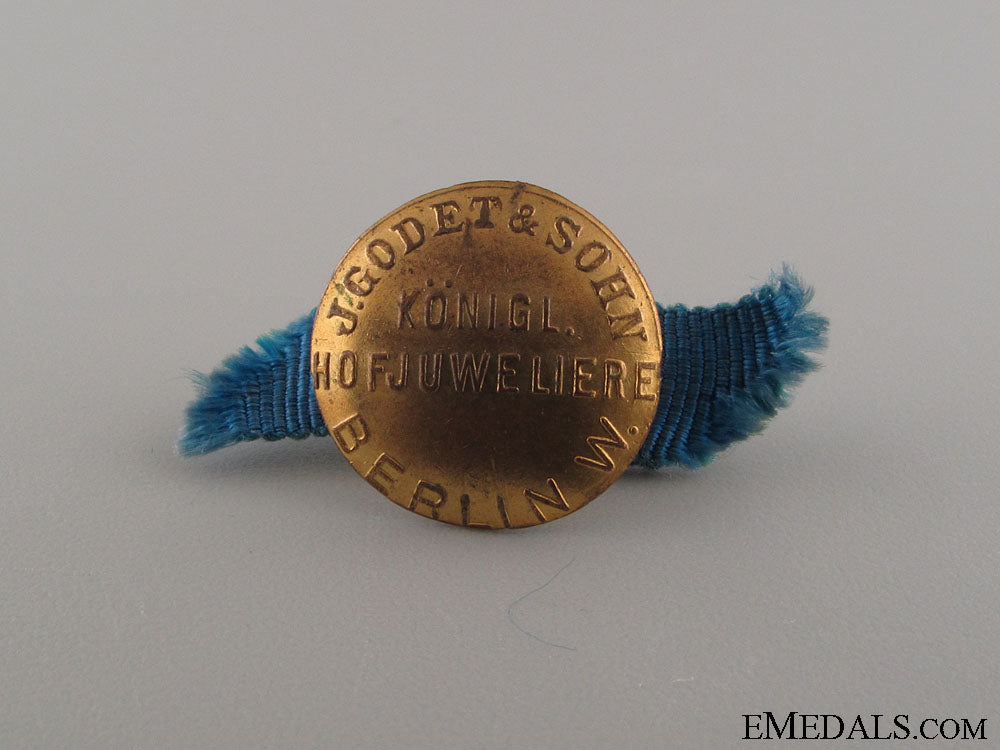 J. GODET & SOHN
KÖNIGL.
HOFJUWELIERE
BERLIN W.
EMEDALS.COM